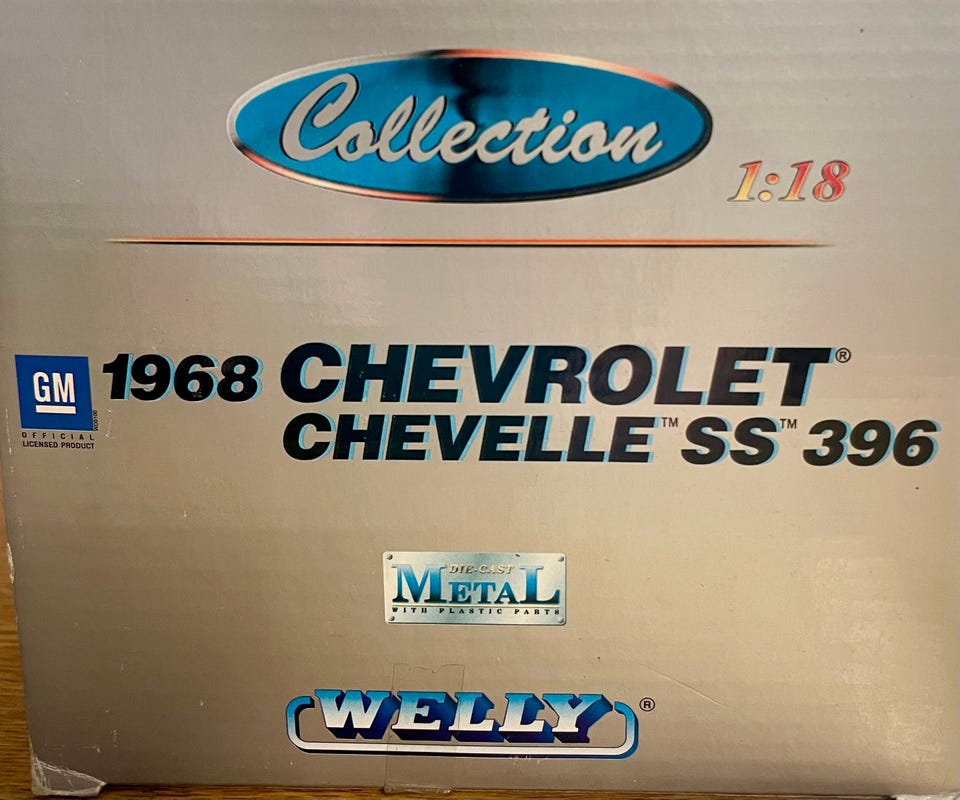 Collection
1:18
GM
OFFICIAL
LICENSED PRODUCT
1968 CHEVROLET®
CHEVELLE™ SS™ 396
DIE-CAST
METAL
WITH PLASTIC PARTS
WELLY®